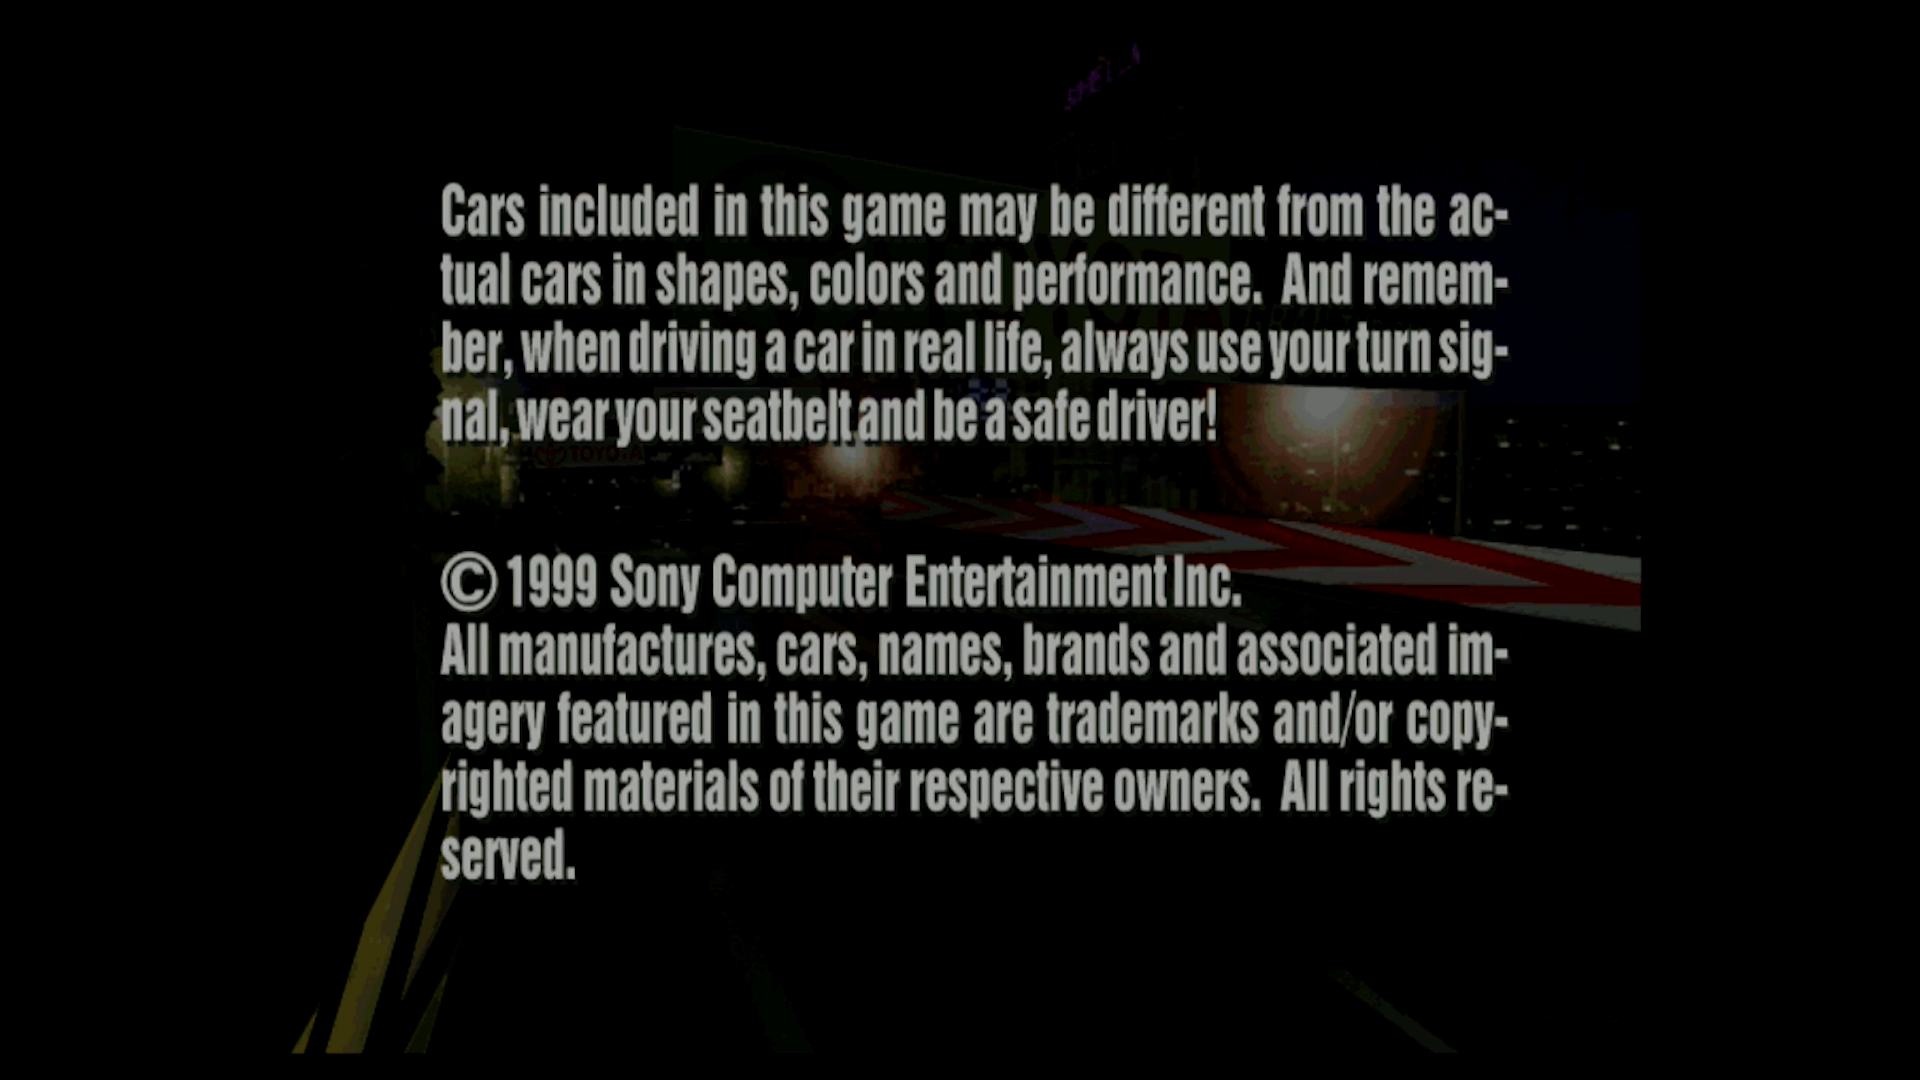 Cars included in this game may be different from the ac-
tual cars in shapes, colors and performance.  And remem-
ber, when driving a car in real life, always use your turn sig-
nal, wear your seatbelt and be a safe driver!
TOYOTA
© 1999 Sony Computer Entertainment Inc.
All manufactures, cars, names, brands and associated im-
agery featured in this game are trademarks and/or copy-
righted materials of their respective owners.  All rights re-
served.